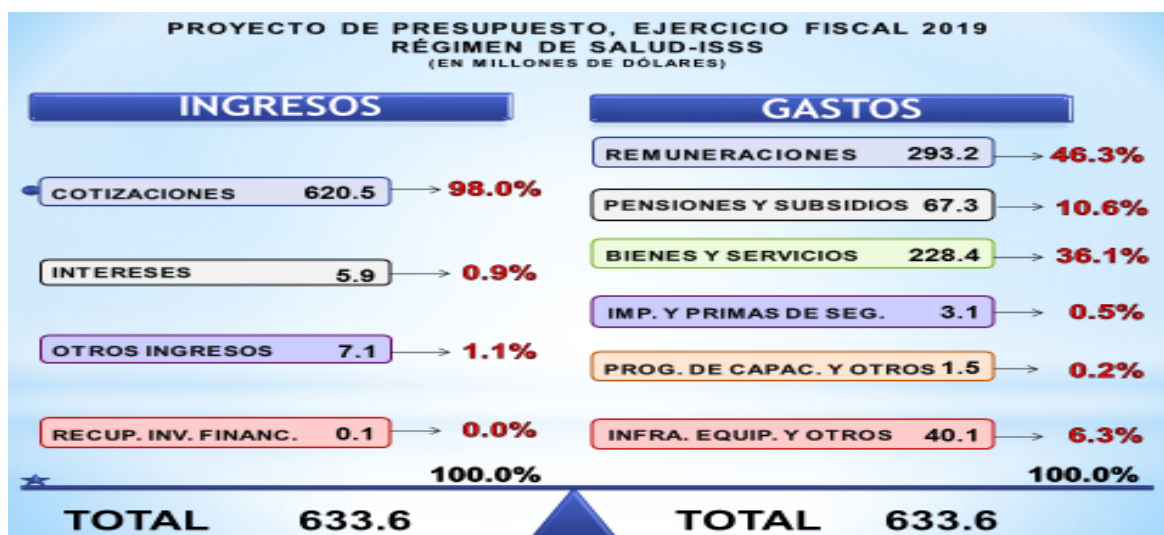 PROYECTO DE PRESUPUESTO, EJERCICIO FISCAL 2019
RÉGIMEN DE SALUD-ISSS
(EN MILLONES DE DÓLARES)
INGRESOS
COTIZACIONES 620.5 98.0%
INTERESES 5.9 0.9%
OTROS INGRESOS 7.1 1.1%
RECUP. INV. FINANC. 0.1 0.0%
100.0%
TOTAL 633.6
GASTOS
REMUNERACIONES 293.2 46.3%
PENSIONES Y SUBSIDIOS 67.3 10.6%
BIENES Y SERVICIOS 228.4 36.1%
IMP. Y PRIMAS DE SEG. 3.1 0.5%
PROG. DE CAPAC. Y OTROS 1.5 0.2%
INFRA. EQUIP. Y OTROS 40.1 6.3%
100.0%
TOTAL 633.6